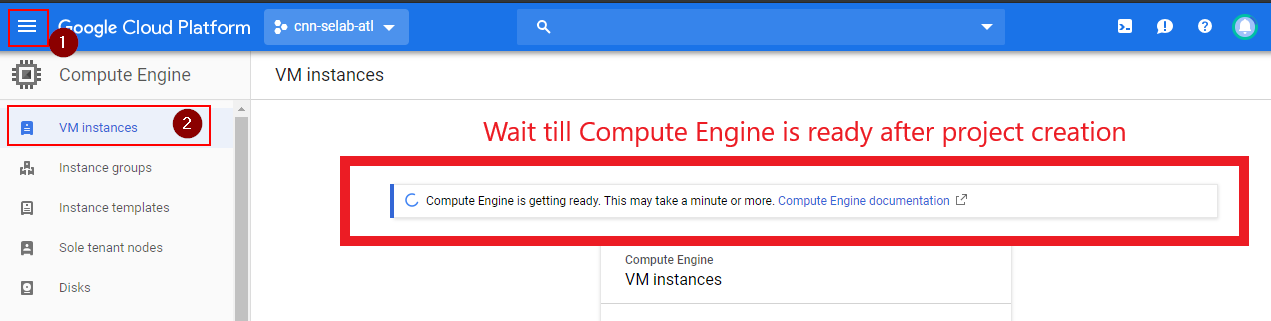 Google Cloud Platform
cnn-selab-atl
1
Compute Engine
VM instances
VM instances
2
Wait till Compute Engine is ready after project creation
Instance groups
Compute Engine is getting ready. This may take a minute or more. Compute Engine documentation
Instance templates
Sole tenant nodes
Compute Engine
VM instances
Disks